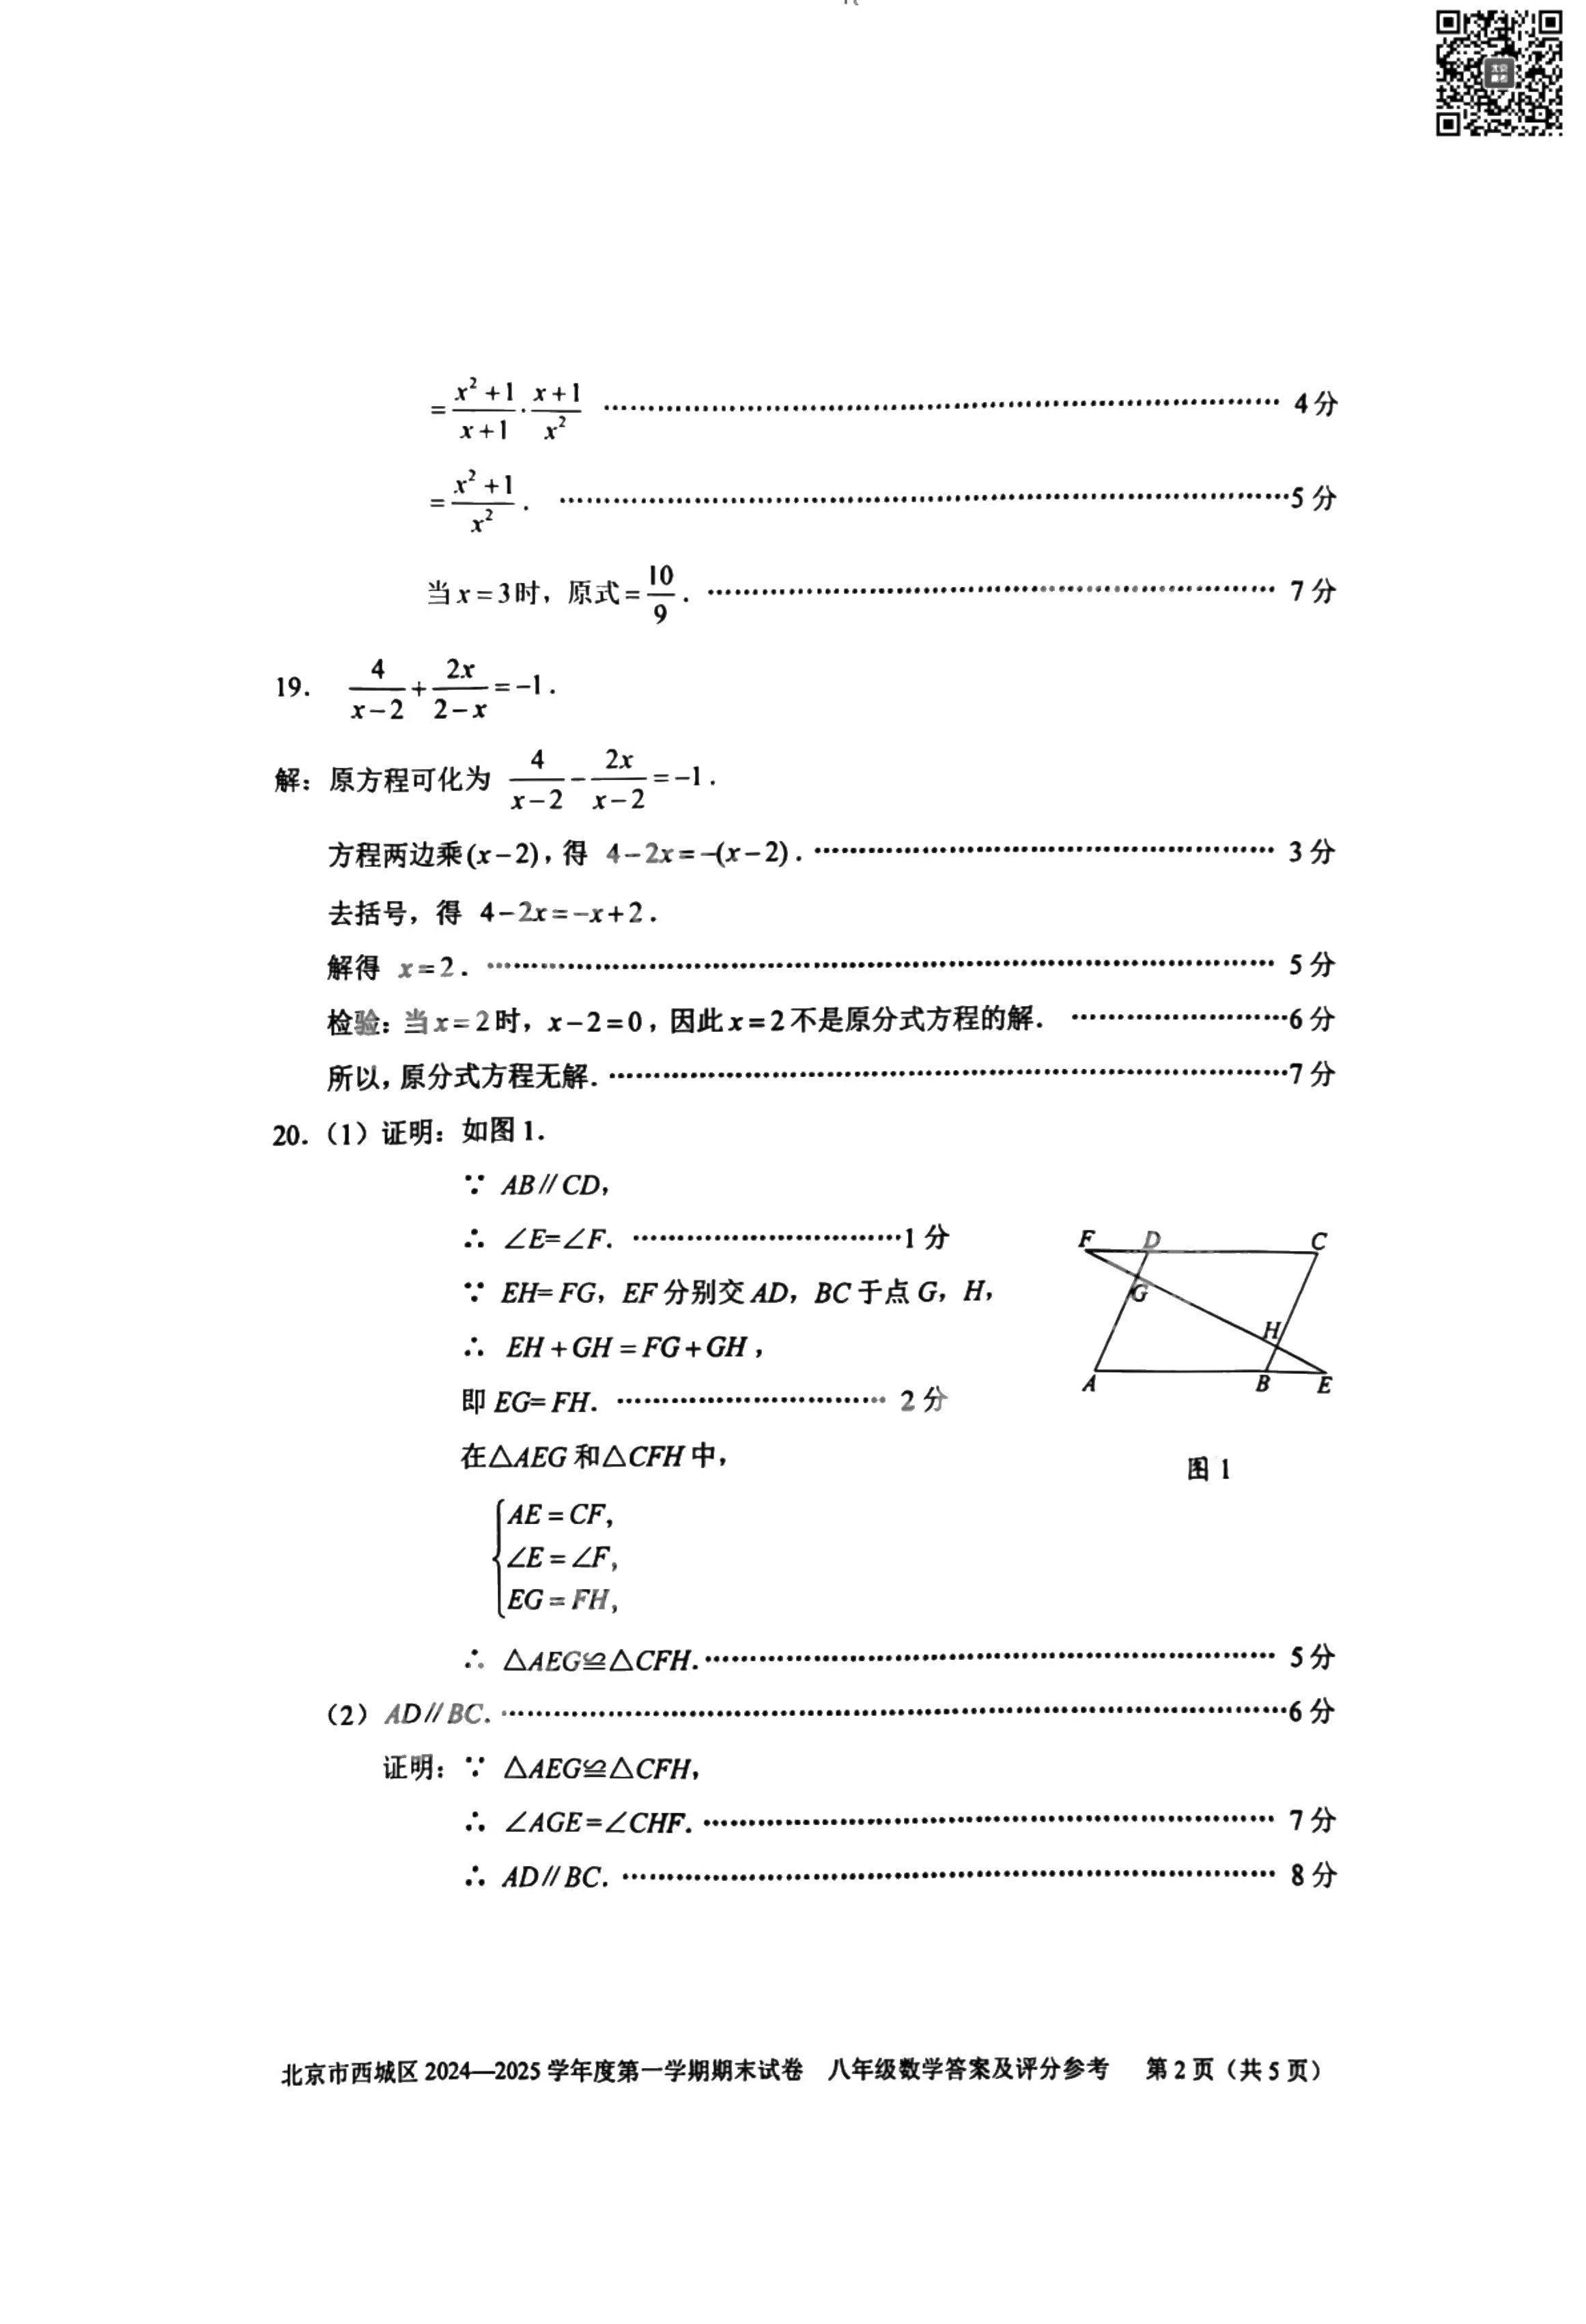 = (x² + 1)/(x + 1) · (x + 1)/x² …… 4 分
= (x² + 1)/x² . …… 5 分
当 x = 3 时，原式 = 10/9 . …… 7 分
19. 4/(x − 2) + 2x/(2 − x) = −1 .
解：原方程可化为 4/(x − 2) − 2x/(x − 2) = −1 .
方程两边乘 (x − 2)，得 4 − 2x = −(x − 2) . …… 3 分
去括号，得 4 − 2x = −x + 2 .
解得 x = 2 . …… 5 分
检验：当 x = 2 时，x − 2 = 0，因此 x = 2 不是原分式方程的解. …… 6 分
所以，原分式方程无解. …… 7 分
20.（1）证明：如图 1.
∵ AB∥CD，
∴ ∠E=∠F. …… 1 分
∵ EH= FG，EF 分别交 AD，BC 于点 G，H，
∴ EH + GH = FG + GH，
即 EG= FH. …… 2 分
在△AEG 和△CFH 中，
AE = CF,
∠E = ∠F,
EG = FH,
∴ △AEG≌△CFH. …… 5 分
F D C
G
H
A B E
图 1
（2）AD∥BC. …… 6 分
证明：∵ △AEG≌△CFH，
∴ ∠AGE =∠CHF. …… 7 分
∴ AD∥BC. …… 8 分
北京市西城区 2024—2025 学年度第一学期期末试卷 八年级数学答案及评分参考 第 2 页（共 5 页）